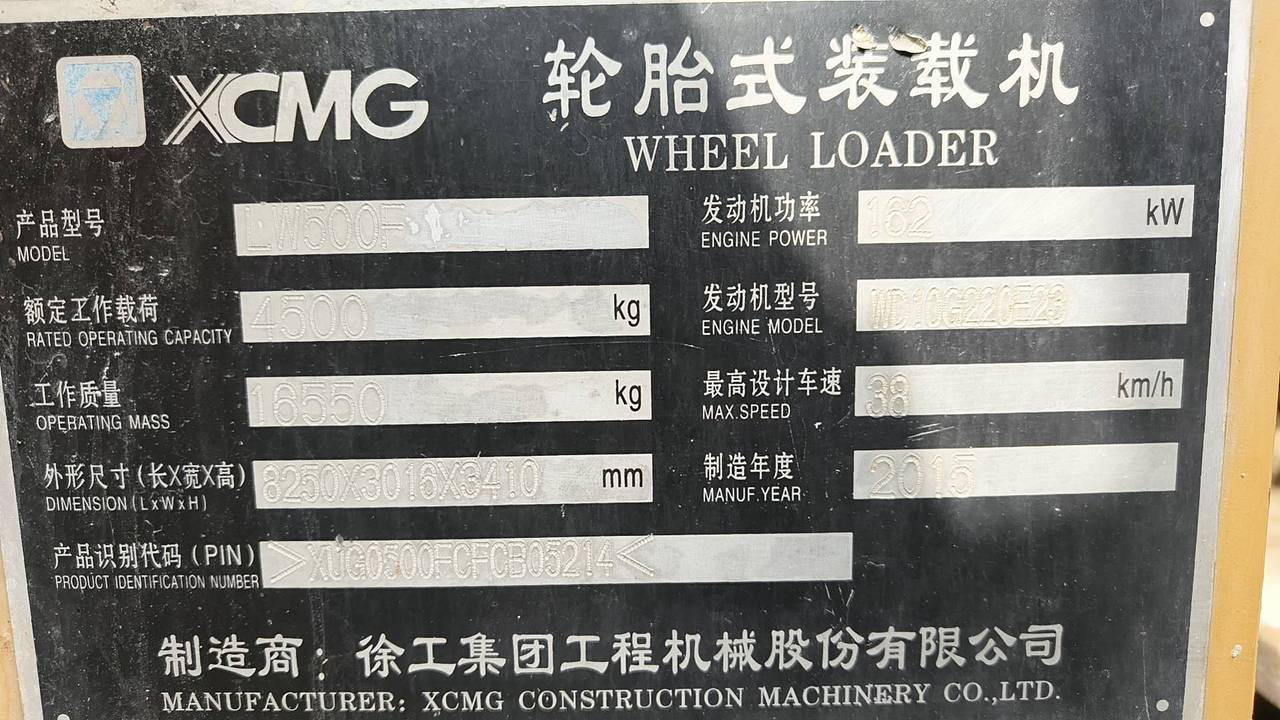 XCMG
轮胎式装载机
WHEEL LOADER
产品型号
MODEL
LW500F
发动机功率
ENGINE POWER
162 kW
额定工作载荷
RATED OPERATING CAPACITY
4500 kg
发动机型号
ENGINE MODEL
WD10G220E23
工作质量
OPERATING MASS
16550 kg
最高设计车速
MAX.SPEED
38 km/h
外形尺寸(长X宽X高)
DIMENSION(LxWxH)
8250X3016X3410 mm
制造年度
MANUF.YEAR
2015
产品识别代码(PIN)
PRODUCT IDENTIFICATION NUMBER
>XUG0500FCFCB05214<
制造商：徐工集团工程机械股份有限公司
MANUFACTURER: XCMG CONSTRUCTION MACHINERY CO.,LTD.